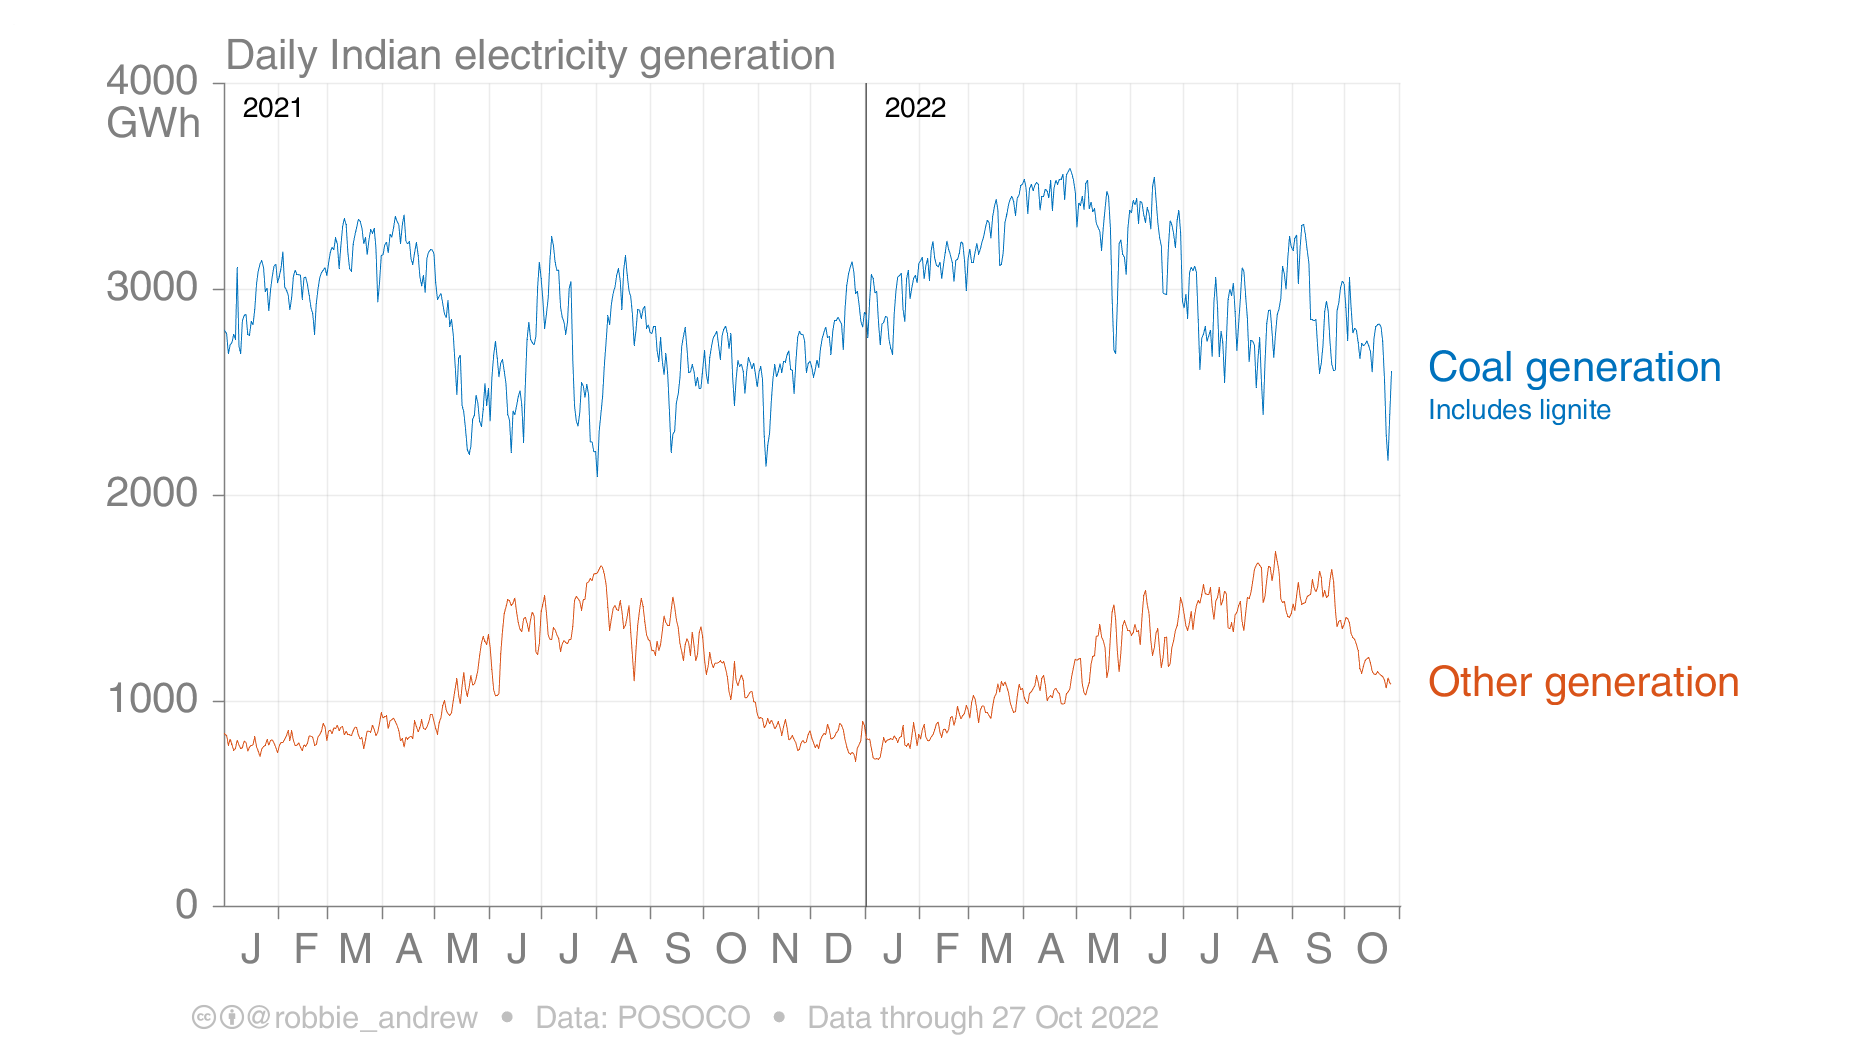 Daily Indian electricity generation
4000
GWh
2021
2022
3000
2000
1000
0
Coal generation
Includes lignite
Other generation
J F M A M J J A S O N D J F M A M J J A S O
cc @robbie_andrew • Data: POSOCO • Data through 27 Oct 2022